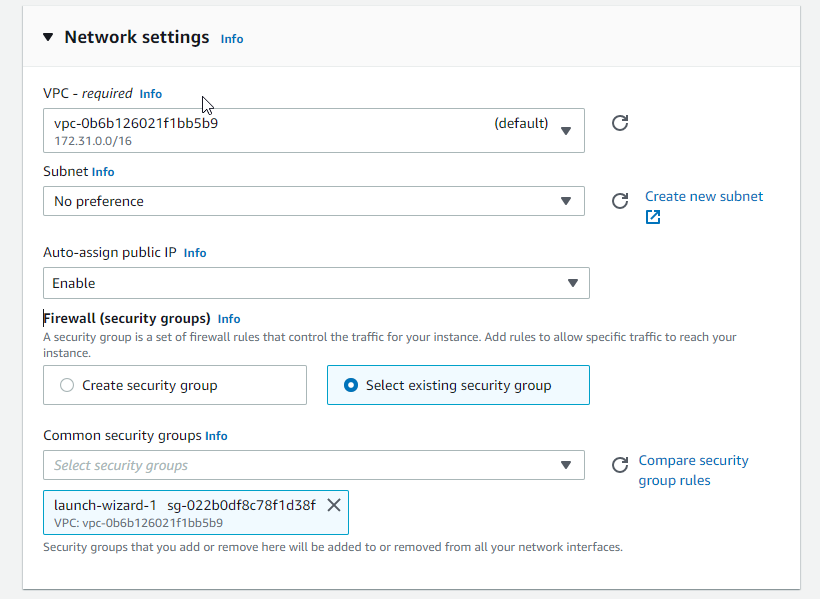 Network settings Info
VPC - required Info
vpc-0b6b126021f1bb5b9 (default)
172.31.0.0/16
Subnet Info
No preference
Create new subnet
Auto-assign public IP Info
Enable
Firewall (security groups) Info
A security group is a set of firewall rules that control the traffic for your instance. Add rules to allow specific traffic to reach your
instance.
Create security group Select existing security group
Common security groups Info
Select security groups
Compare security
group rules
launch-wizard-1 sg-022b0df8c78f1d38f
VPC: vpc-0b6b126021f1bb5b9
Security groups that you add or remove here will be added to or removed from all your network interfaces.